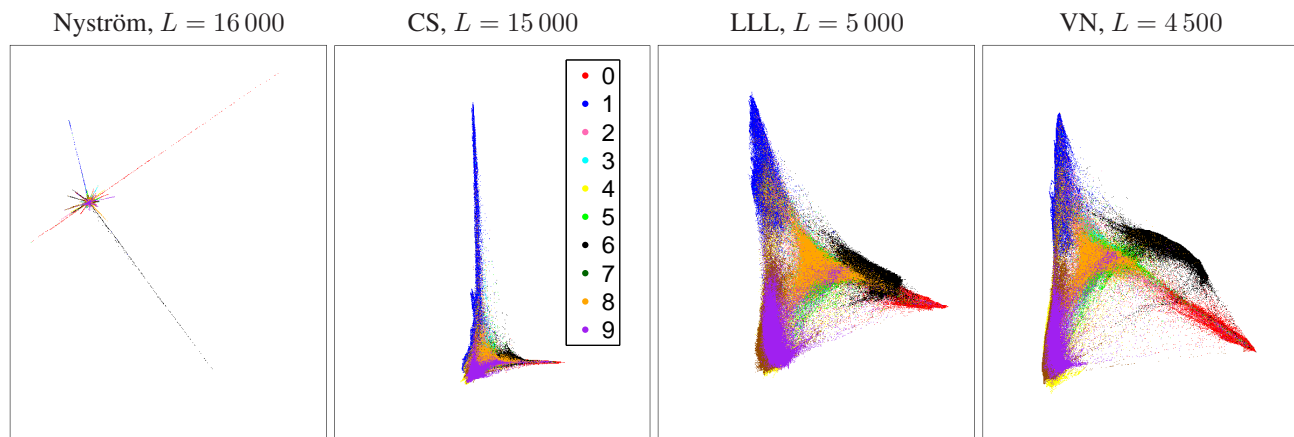 Nyström, L = 16 000
CS, L = 15 000
LLL, L = 5 000
VN, L = 4 500
0
1
2
3
4
5
6
7
8
9